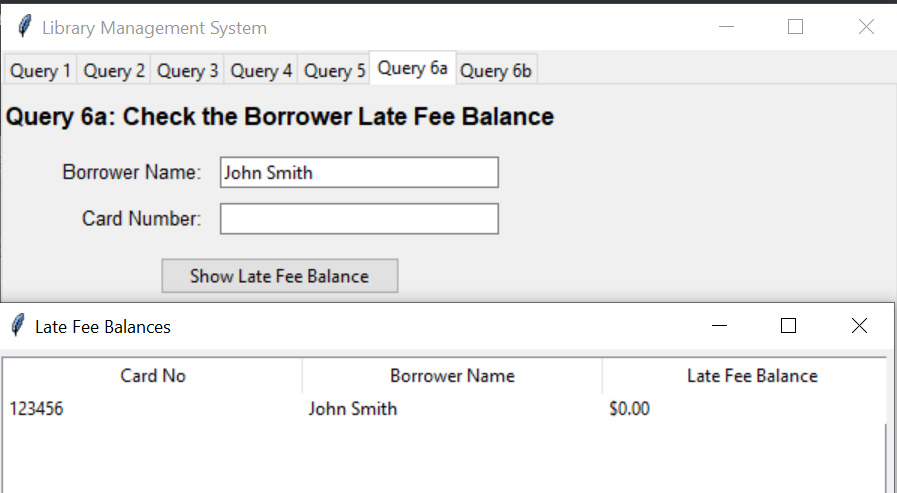 Library Management System
Query 1 Query 2 Query 3 Query 4 Query 5 Query 6a Query 6b
Query 6a: Check the Borrower Late Fee Balance
Borrower Name: John Smith
Card Number:
Show Late Fee Balance
Late Fee Balances
Card No Borrower Name Late Fee Balance
123456 John Smith $0.00